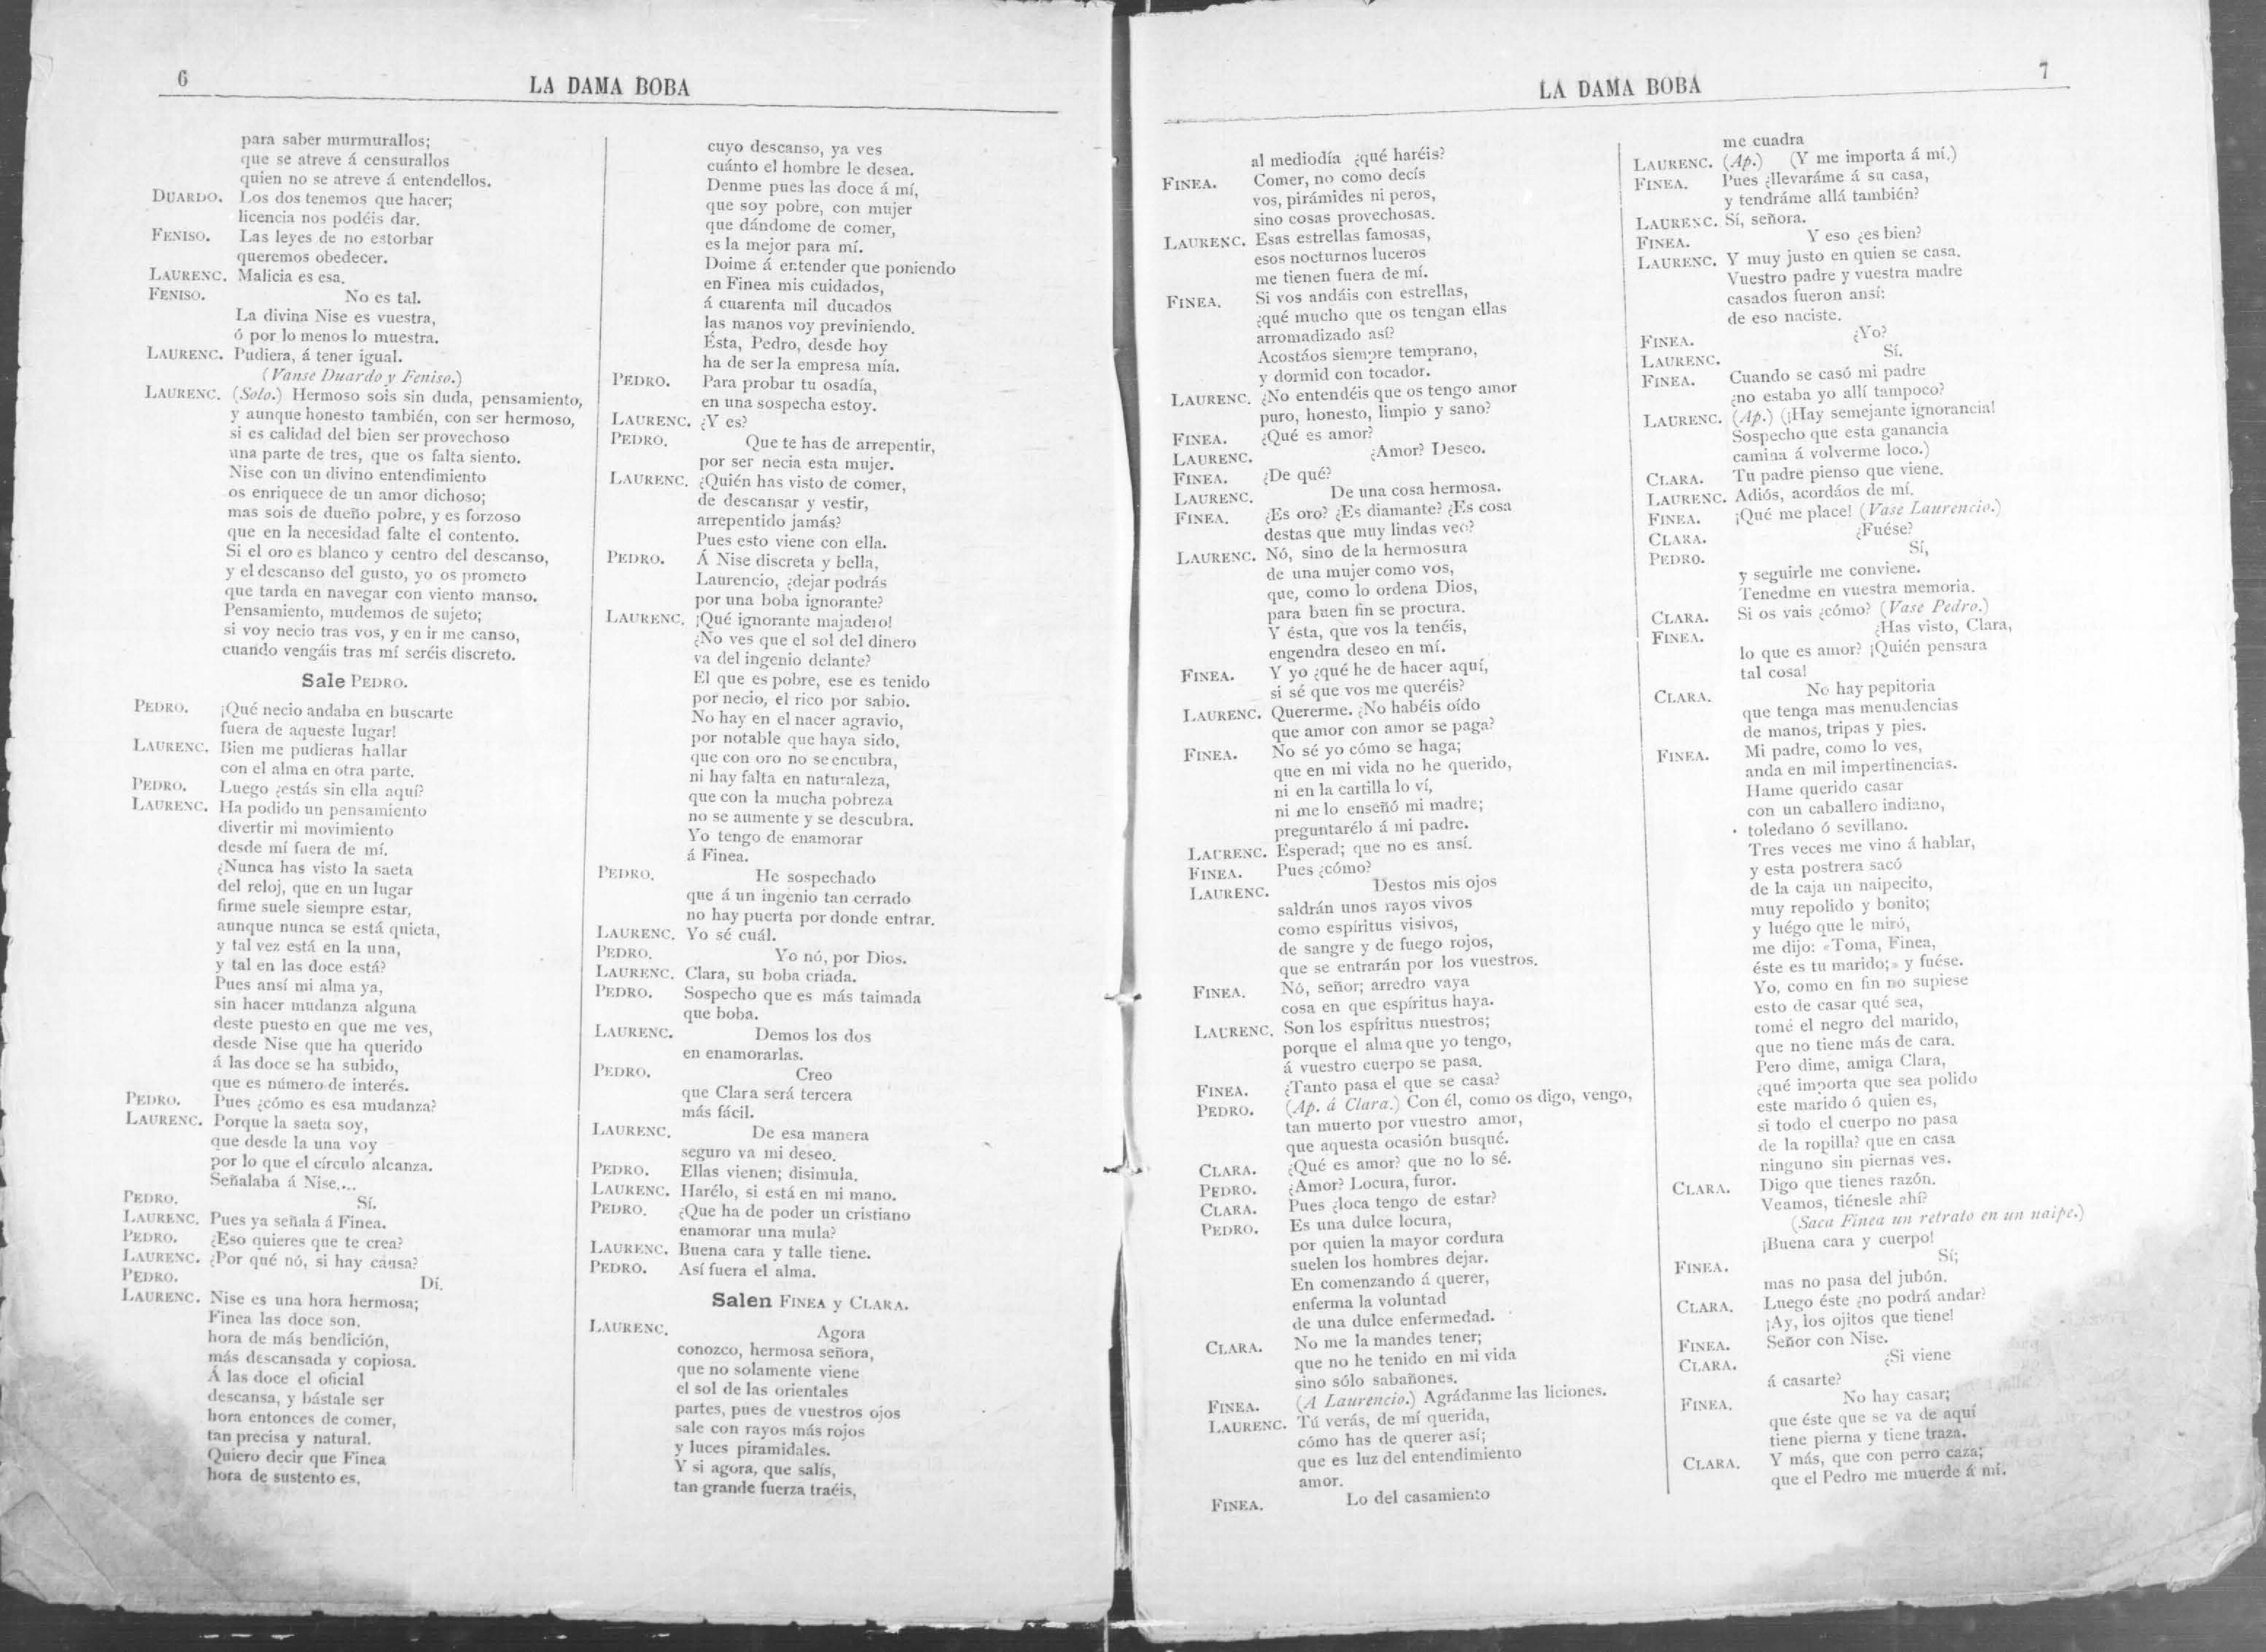 6
LA DAMA BOBA
para saber murmurallos;
que se atreve á censurallos
quien no se atreve á entendellos.
DUARDO. Los dos tenemos que hacer;
licencia nos podéis dar.
FENISO. Las leyes de no estorbar
queremos obedecer.
LAURENC. Malicia es esa.
FENISO. No es tal.
La divina Nise es vuestra,
ó por lo menos lo muestra.
LAURENC. Pudiera, á tener igual.
(Vanse Duardo y Feniso.)
LAURENC. (Solo.) Hermoso sois sin duda, pensamiento,
y aunque honesto también, con ser hermoso,
si es calidad del bien ser provechoso
una parte de tres, que os falta siento.
Nise con un divino entendimiento
os enriquece de un amor dichoso;
mas sois de dueño pobre, y es forzoso
que en la necesidad falte el contento.
Si el oro es blanco y centro del descanso,
y el descanso del gusto, yo os prometo
que tarda en navegar con viento manso.
Pensamiento, mudemos de sujeto;
si voy necio tras vos, y en ir me canso,
cuando vengáis tras mí seréis discreto.
Sale PEDRO.
PEDRO. ¡Qué necio andaba en buscarte
fuera de aqueste lugar!
LAURENC. Bien me pudieras hallar
con el alma en otra parte.
PEDRO. Luego ¿estás sin ella aquí?
LAURENC. Ha podido un pensamiento
divertir mi movimiento
desde mí fuera de mí.
¿Nunca has visto la saeta
del reloj, que en un lugar
firme suele siempre estar,
aunque nunca se está quieta,
y tal vez está en la una,
y tal en las doce está?
Pues ansí mi alma ya,
sin hacer mudanza alguna
deste puesto en que me ves,
desde Nise que ha querido
á las doce se ha subido,
que es número de interés.
PEDRO. Pues ¿cómo es esa mudanza?
LAURENC. Porque la saeta soy,
que desde la una voy
por lo que el círculo alcanza.
Señalaba á Nise....
PEDRO. Sí.
LAURENC. Pues ya señala á Finea.
PEDRO. ¿Eso quieres que te crea?
LAURENC. ¿Por qué nó, si hay causa?
PEDRO. Dí.
LAURENC. Nise es una hora hermosa;
Finea las doce son,
hora de más bendición,
más descansada y copiosa.
Á las doce el oficial
descansa, y bástale ser
hora entonces de comer,
tan precisa y natural.
Quiero decir que Finea
hora de sustento es,
cuyo descanso, ya ves
cuánto el hombre le desea.
Denme pues las doce á mí,
que soy pobre, con mujer
que dándome de comer,
es la mejor para mí.
Doime á entender que poniendo
en Finea mis cuidados,
á cuarenta mil ducados
las manos voy previniendo.
Ésta, Pedro, desde hoy
ha de ser la empresa mía.
PEDRO. Para probar tu osadía,
en una sospecha estoy.
LAURENC. ¿Y es?
PEDRO. Que te has de arrepentir,
por ser necia esta mujer.
LAURENC. ¿Quién has visto de comer,
de descansar y vestir,
arrepentido jamás?
Pues esto viene con ella.
PEDRO. Á Nise discreta y bella,
Laurencio, ¿dejar podrás
por una boba ignorante?
LAURENC. ¡Qué ignorante majadero!
¿No ves que el sol del dinero
va del ingenio delante?
El que es pobre, ese es tenido
por necio, el rico por sabio.
No hay en el nacer agravio,
por notable que haya sido,
que con oro no se encubra,
ni hay falta en naturaleza,
que con la mucha pobreza
no se aumente y se descubra.
Yo tengo de enamorar
á Finea.
PEDRO. He sospechado
que á un ingenio tan cerrado
no hay puerta por donde entrar.
LAURENC. Yo sé cuál.
PEDRO. Yo nó, por Dios.
LAURENC. Clara, su boba criada.
PEDRO. Sospecho que es más taimada
que boba.
LAURENC. Demos los dos
en enamorarlas.
PEDRO. Creo
que Clara será tercera
más fácil.
LAURENC. De esa manera
seguro va mi deseo.
PEDRO. Ellas vienen; disimula.
LAURENC. Harélo, si está en mi mano.
PEDRO. ¿Que ha de poder un cristiano
enamorar una mula?
LAURENC. Buena cara y talle tiene.
PEDRO. Así fuera el alma.
Salen FINEA y CLARA.
LAURENC. Agora
conozco, hermosa señora,
que no solamente viene
el sol de las orientales
partes, pues de vuestros ojos
sale con rayos más rojos
y luces piramidales.
Y si agora, que salís,
tan grande fuerza traéis,
LA DAMA BOBA
7
al mediodía ¿qué haréis?
FINEA. Comer, no como decís
vos, pirámides ni peros,
sino cosas provechosas.
LAURENC. Esas estrellas famosas,
esos nocturnos luceros
me tienen fuera de mí.
FINEA. Si vos andáis con estrellas,
¿qué mucho que os tengan ellas
arromadizado así?
Acostáos siempre temprano,
y dormid con tocador.
LAURENC. ¿No entendéis que os tengo amor
puro, honesto, limpio y sano?
FINEA. ¿Qué es amor?
LAURENC. ¿Amor? Deseo.
FINEA. ¿De qué?
LAURENC. De una cosa hermosa.
FINEA. ¿Es oro? ¿Es diamante? ¿Es cosa
destas que muy lindas veo?
LAURENC. Nó, sino de la hermosura
de una mujer como vos,
que, como lo ordena Dios,
para buen fin se procura.
Y ésta, que vos la tenéis,
engendra deseo en mí.
FINEA. Y yo ¿qué he de hacer aquí,
si sé que vos me queréis?
LAURENC. Quererme. ¿No habéis oído
que amor con amor se paga?
FINEA. No sé yo cómo se haga;
que en mi vida no he querido,
ni en la cartilla lo ví,
ni me lo enseñó mi madre;
preguntarélo á mi padre.
LAURENC. Esperad; que no es ansí.
FINEA. Pues ¿cómo?
LAURENC. Destos mis ojos
saldrán unos rayos vivos
como espíritus visivos,
de sangre y de fuego rojos,
que se entrarán por los vuestros.
FINEA. Nó, señor; arredro vaya
cosa en que espíritus haya.
LAURENC. Son los espíritus nuestros;
porque el alma que yo tengo,
á vuestro cuerpo se pasa.
FINEA. ¿Tanto pasa el que se casa?
PEDRO. (Ap. á Clara.) Con él, como os digo, vengo,
tan muerto por vuestro amor,
que aquesta ocasión busqué.
CLARA. ¿Qué es amor? que no lo sé.
PEDRO. ¿Amor? Locura, furor.
CLARA. Pues ¿loca tengo de estar?
PEDRO. Es una dulce locura,
por quien la mayor cordura
suelen los hombres dejar.
En comenzando á querer,
enferma la voluntad
de una dulce enfermedad.
CLARA. No me la mandes tener;
que no he tenido en mi vida
sino sólo sabañones.
FINEA. (A Laurencio.) Agrádanme las liciones.
LAURENC. Tú verás, de mí querida,
cómo has de querer así;
que es luz del entendimiento
amor.
FINEA. Lo del casamiento
me cuadra
LAURENC. (Ap.) (Y me importa á mí.)
FINEA. Pues ¿llevaráme á su casa,
y tendráme allá también?
LAURENC. Sí, señora.
FINEA. Y eso ¿es bien?
LAURENC. Y muy justo en quien se casa.
Vuestro padre y vuestra madre
casados fueron ansí:
de eso naciste.
FINEA. ¿Yo?
LAURENC. Sí.
FINEA. Cuando se casó mi padre
¿no estaba yo allí tampoco?
LAURENC. (Ap.) (¡Hay semejante ignorancia!
Sospecho que esta ganancia
camina á volverme loco.)
CLARA. Tu padre pienso que viene.
LAURENC. Adiós, acordáos de mí.
FINEA. ¡Qué me place! (Vase Laurencio.)
CLARA. ¿Fuése?
PEDRO. Sí,
y seguirle me conviene.
Tenedme en vuestra memoria.
CLARA. Si os vais ¿cómo? (Vase Pedro.)
FINEA. ¿Has visto, Clara,
lo que es amor? ¡Quién pensara
tal cosa!
CLARA. No hay pepitoria
que tenga mas menudencias
de manos, tripas y pies.
FINEA. Mi padre, como lo ves,
anda en mil impertinencias.
Hame querido casar
con un caballero indiano,
toledano ó sevillano.
Tres veces me vino á hablar,
y esta postrera sacó
de la caja un naipecito,
muy repolido y bonito;
y luégo que le miró,
me dijo: «Toma, Finea,
éste es tu marido;» y fuése.
Yo, como en fin no supiese
esto de casar qué sea,
tomé el negro del marido,
que no tiene más de cara.
Pero dime, amiga Clara,
¿qué importa que sea polido
este marido ó quien es,
si todo el cuerpo no pasa
de la ropilla? que en casa
ninguno sin piernas ves.
CLARA. Digo que tienes razón.
Veamos, tiénesle ahí?
(Saca Finea un retrato en un naipe.)
¡Buena cara y cuerpo!
FINEA. Sí;
mas no pasa del jubón.
CLARA. Luego éste ¿no podrá andar?
¡Ay, los ojitos que tiene!
FINEA. Señor con Nise.
CLARA. ¿Si viene
á casarte?
FINEA. No hay casar;
que éste que se va de aquí
tiene pierna y tiene traza.
CLARA. Y más, que con perro caza;
que el Pedro me muerde á mí.